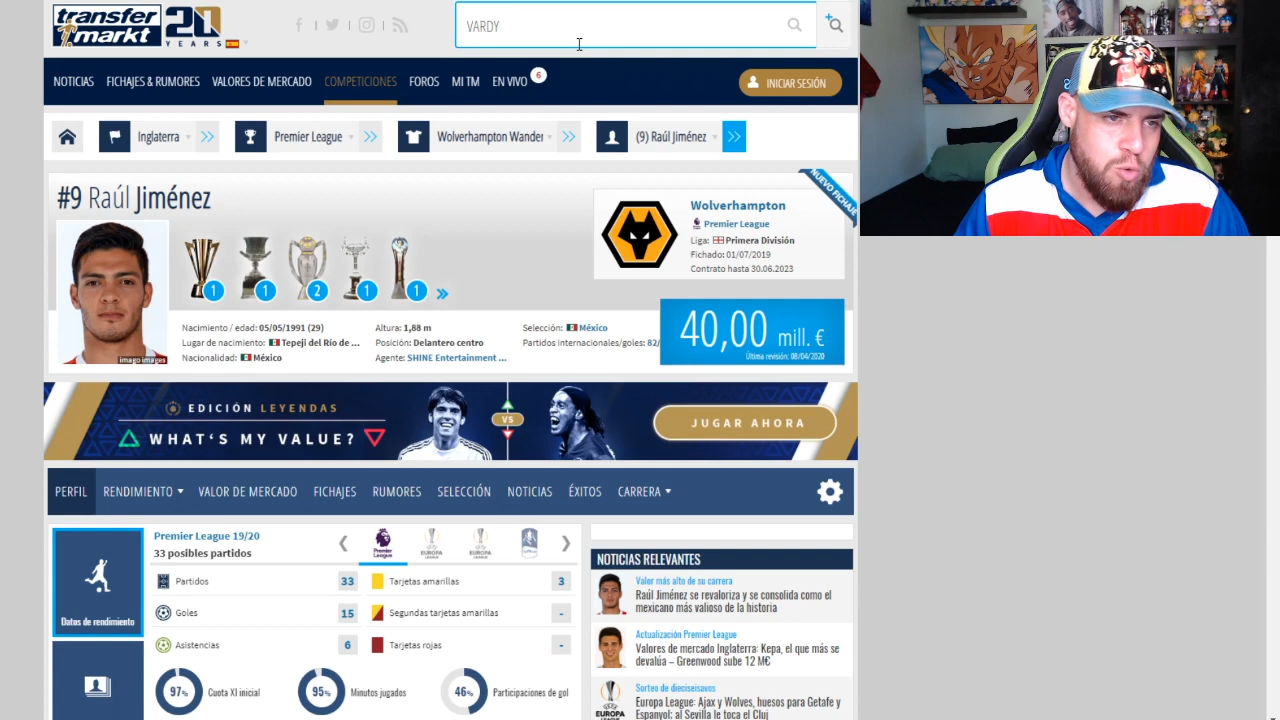 transfer markt 20 YEARS
VARDY
NOTICIAS FICHAJES & RUMORES VALORES DE MERCADO COMPETICIONES FOROS MI TM EN VIVO 6 INICIAR SESIÓN
Inglaterra Premier League Wolverhampton Wander (9) Raúl Jiménez
#9 Raúl Jiménez
NUEVO FICHAJE
Wolverhampton
Premier League
Liga: Primera División
Fichado: 01/07/2019
Contrato hasta 30.06.2023
1 1 2 1 1
imago images
Nacimiento / edad: 05/05/1991 (29)
Lugar de nacimiento: Tepeji del Río de ...
Nacionalidad: México
Altura: 1,88 m
Posición: Delantero centro
Agente: SHINE Entertainment ...
Selección: México
Partidos internacionales/goles: 82/
40,00 mill. €
Última revisión: 08/04/2020
EDICIÓN LEYENDAS
WHAT'S MY VALUE?
VS
JUGAR AHORA
PERFIL RENDIMIENTO VALOR DE MERCADO FICHAJES RUMORES SELECCIÓN NOTICIAS ÉXITOS CARRERA
Datos de rendimiento
Premier League 19/20
33 posibles partidos
Premier League EUROPA LEAGUE EUROPA LEAGUE
Partidos 33 Tarjetas amarillas 3
Goles 15 Segundas tarjetas amarillas -
Asistencias 6 Tarjetas rojas -
97% Cuota XI inicial 95% Minutos jugados 46% Participaciones de gol
NOTICIAS RELEVANTES
Valor más alto de su carrera
Raúl Jiménez se revaloriza y se consolida como el
mexicano más valioso de la historia
Actualización Premier League
Valores de mercado Inglaterra: Kepa, el que más se
devalúa – Greenwood sube 12 M€
Sorteo de dieciseisavos
Europa League: Ajax y Wolves, huesos para Getafe y
Espanyol; al Sevilla le toca el Cluj
EUROPA